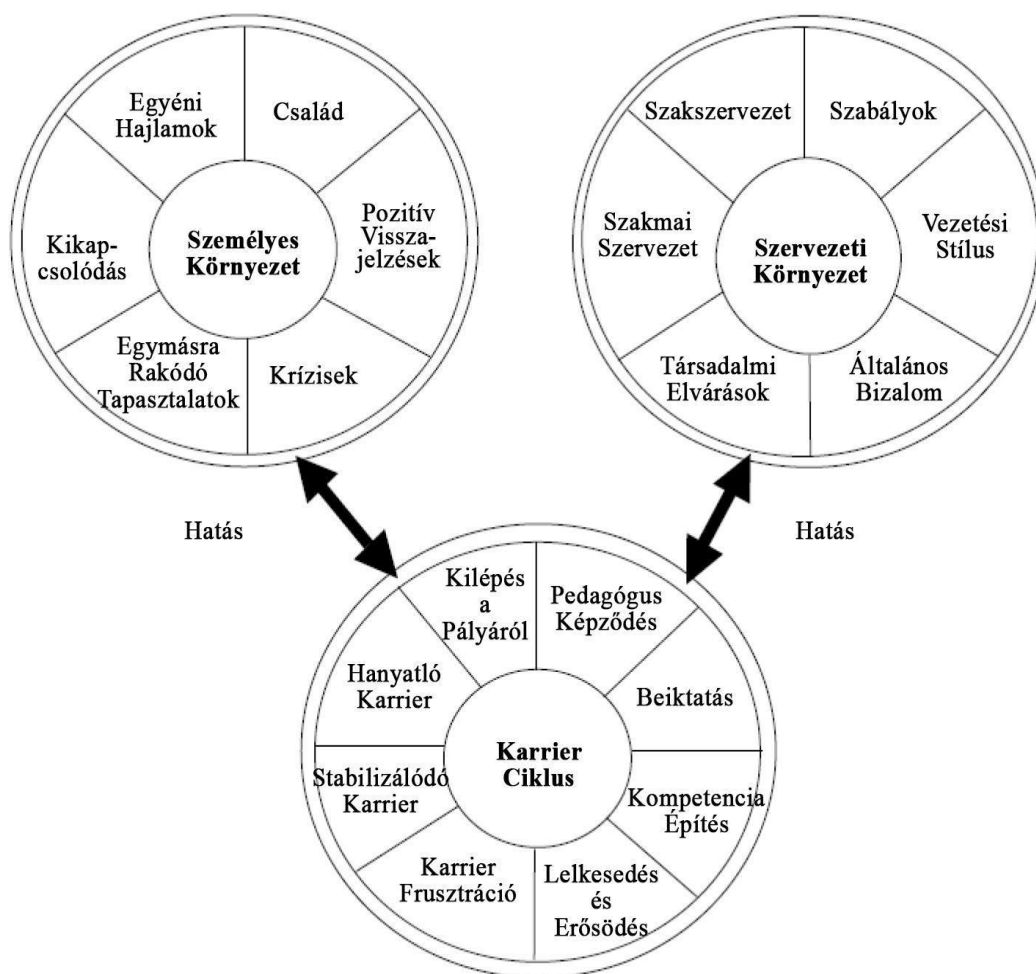 Egyéni
Hajlamok
Család
Pozitív
Vissza-
jelzések
Krízisek
Egymásra
Rakódó
Tapasztalatok
Kikap-
csolódás
Személyes
Környezet
Szakszervezet
Szabályok
Vezetési
Stílus
Általános
Bizalom
Társadalmi
Elvárások
Szakmai
Szervezet
Szervezeti
Környezet
Hatás
Hatás
Kilépés
a
Pályáról
Pedagógus
Képződés
Beiktatás
Kompetencia
Építés
Lelkesedés
és
Erősödés
Karrier
Frusztráció
Stabilizálódó
Karrier
Hanyatló
Karrier
Karrier
Ciklus